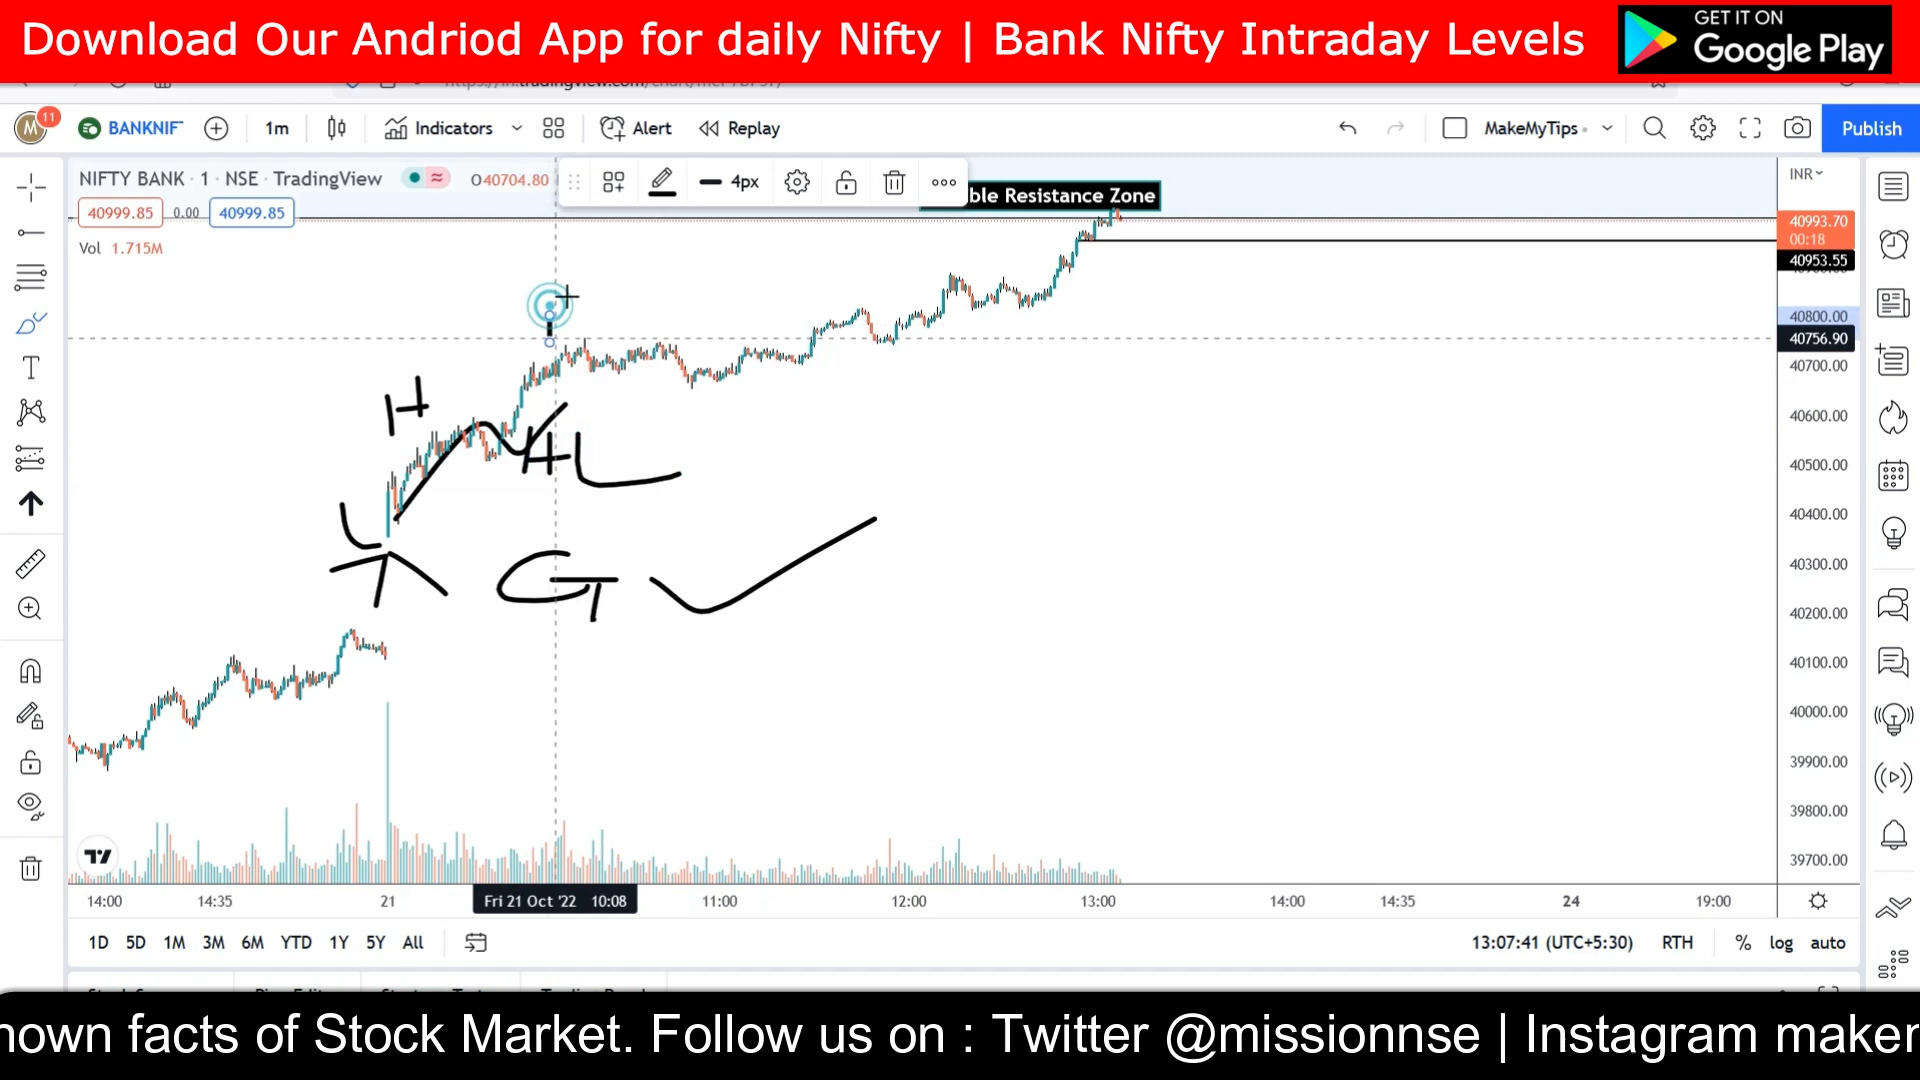 Download Our Andriod App for daily Nifty | Bank Nifty Intraday Levels
GET IT ON
Google Play
M 11 BANKNIF 1m Indicators Alert Replay MakeMyTips Publish
NIFTY BANK · 1 · NSE · TradingView O40704.80 4px ble Resistance Zone INR
40999.85 0.00 40999.85
Vol 1.715M
40993.70
00:18
40953.55
40800.00
40756.90
40700.00
40600.00
40500.00
40400.00
40300.00
40200.00
40100.00
40000.00
39900.00
39800.00
39700.00
H
HL
L
G
14:00 14:35 21 Fri 21 Oct '22 10:08 11:00 12:00 13:00 14:00 14:35 24 19:00
1D 5D 1M 3M 6M YTD 1Y 5Y All 13:07:41 (UTC+5:30) RTH % log auto
nown facts of Stock Market. Follow us on : Twitter @missionnse | Instagram maker